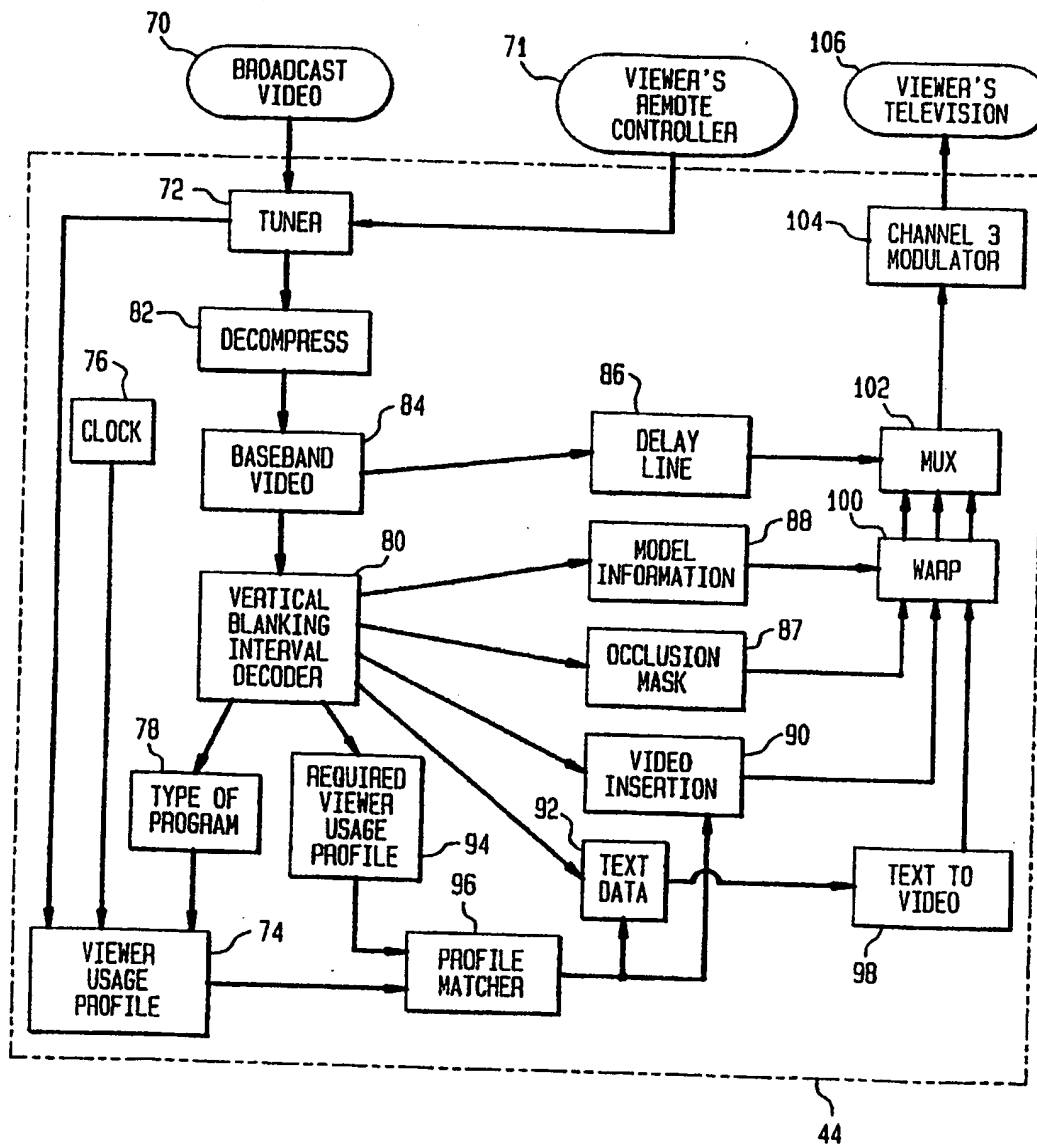 70
BROADCAST
VIDEO
71
VIEWER'S
REMOTE
CONTROLLER
106
VIEWER'S
TELEVISION
72
TUNER
104
CHANNEL 3
MODULATOR
82
DECOMPRESS
76
CLOCK
84
BASEBAND
VIDEO
86
DELAY
LINE
102
MUX
80
VERTICAL
BLANKING
INTERVAL
DECODER
88
MODEL
INFORMATION
100
WARP
87
OCCLUSION
MASK
78
TYPE OF
PROGRAM
REQUIRED
VIEWER
USAGE
PROFILE
94
90
VIDEO
INSERTION
92
TEXT
DATA
TEXT TO
VIDEO
98
74
VIEWER
USAGE
PROFILE
96
PROFILE
MATCHER
44